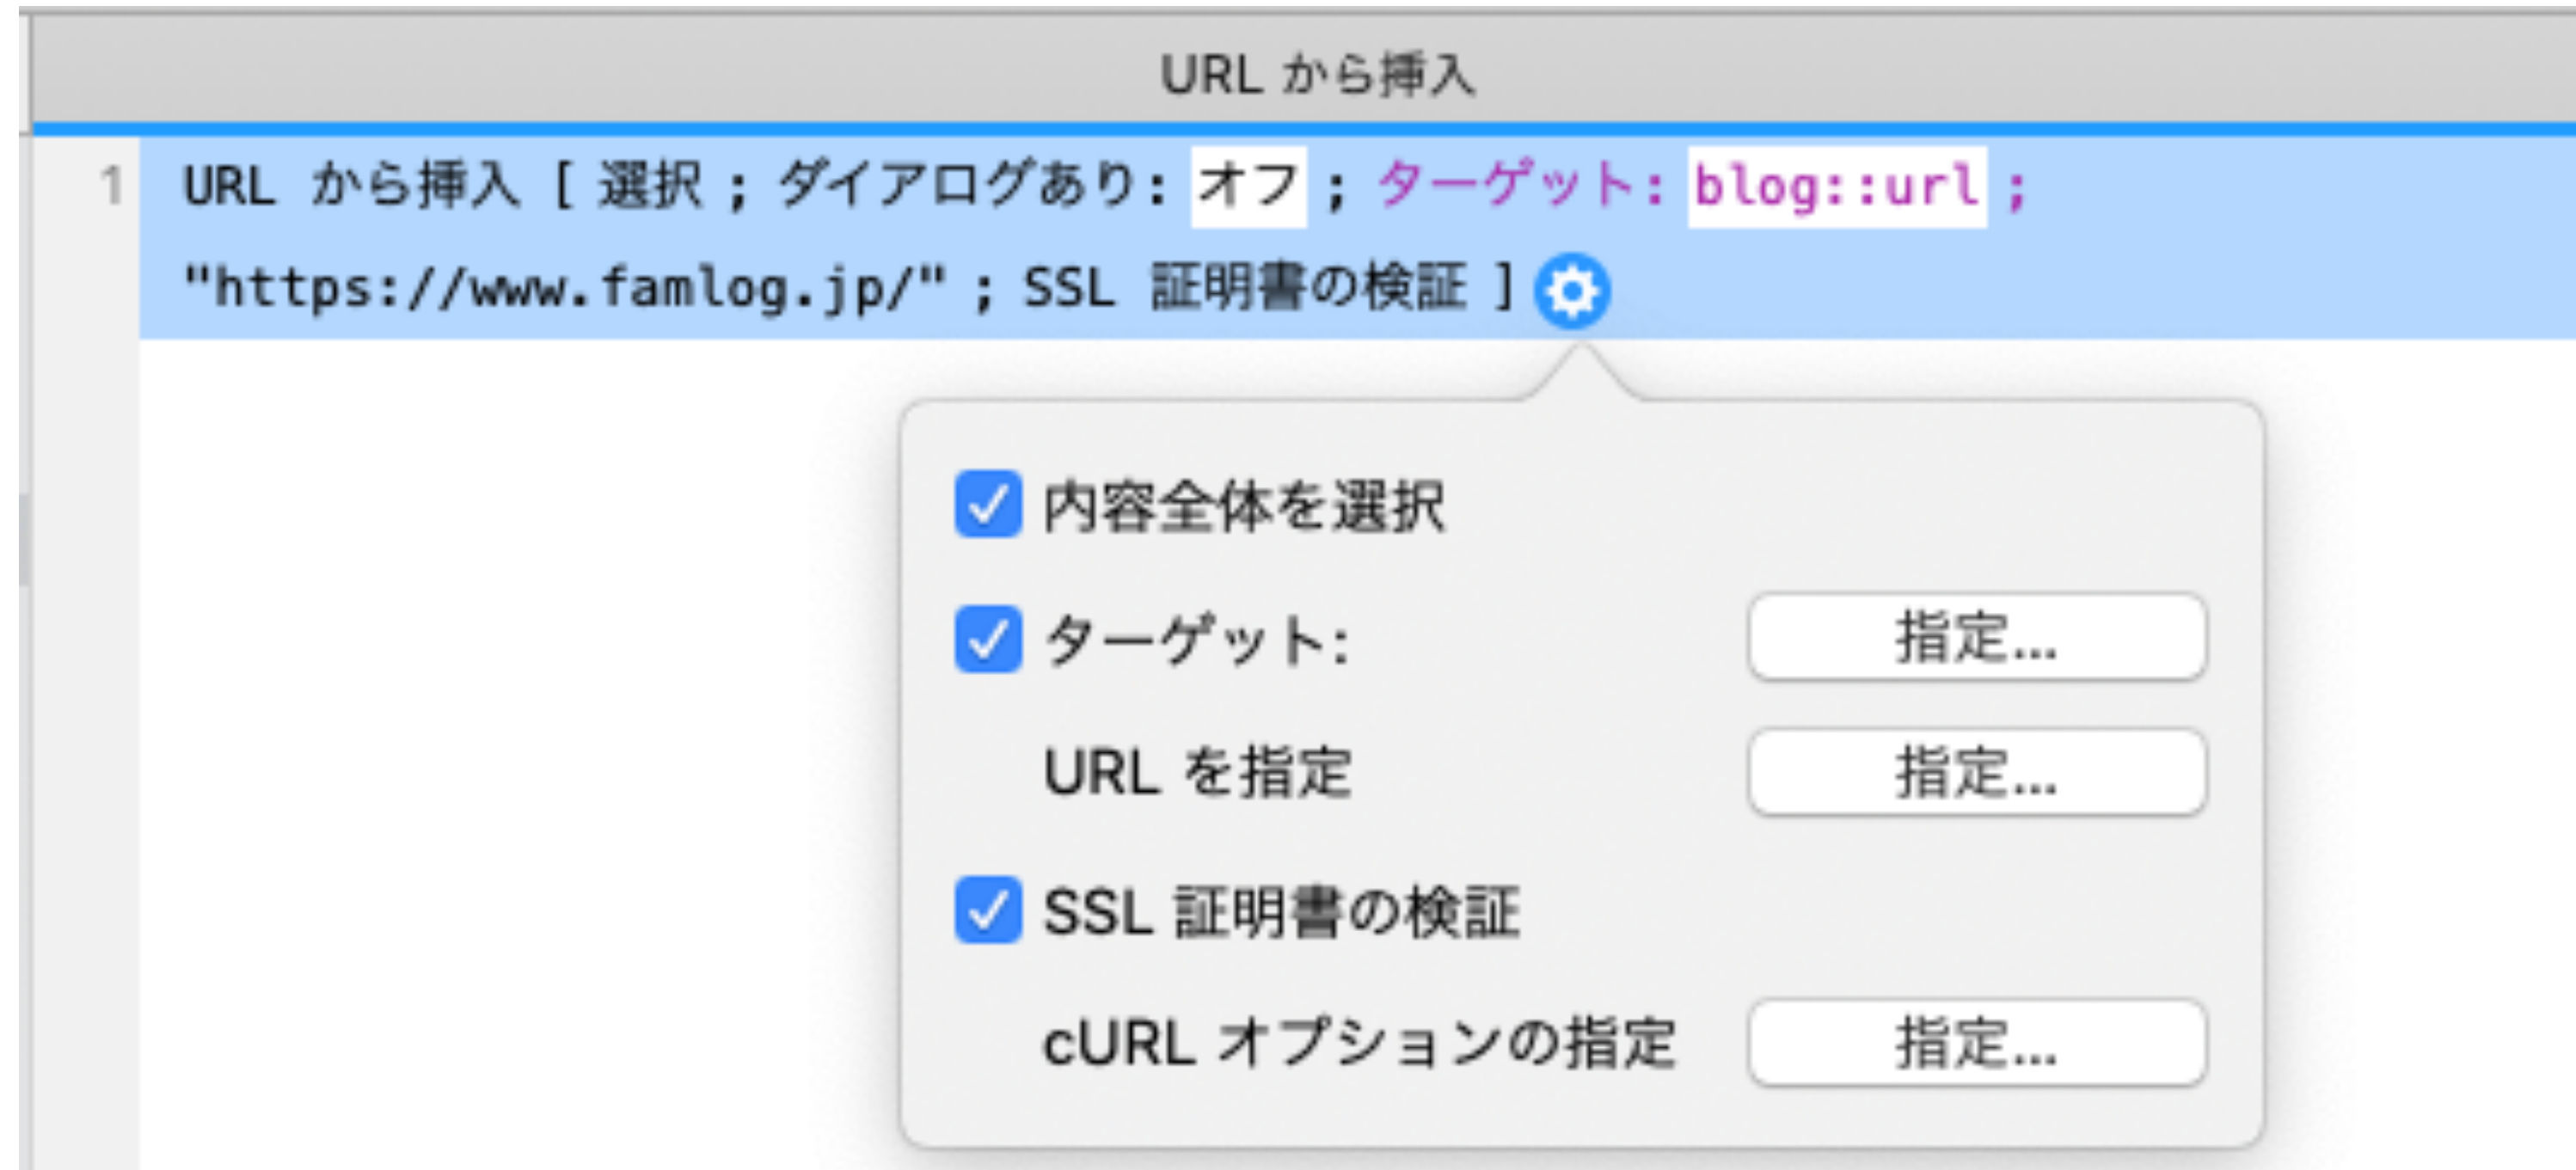 URL から挿入
1 URL から挿入 [ 選択 ; ダイアログあり: オフ ; ターゲット: blog::url ;
"https://www.famlog.jp/" ; SSL 証明書の検証 ]
内容全体を選択
ターゲット: 指定...
URL を指定 指定...
SSL 証明書の検証
cURL オプションの指定 指定...